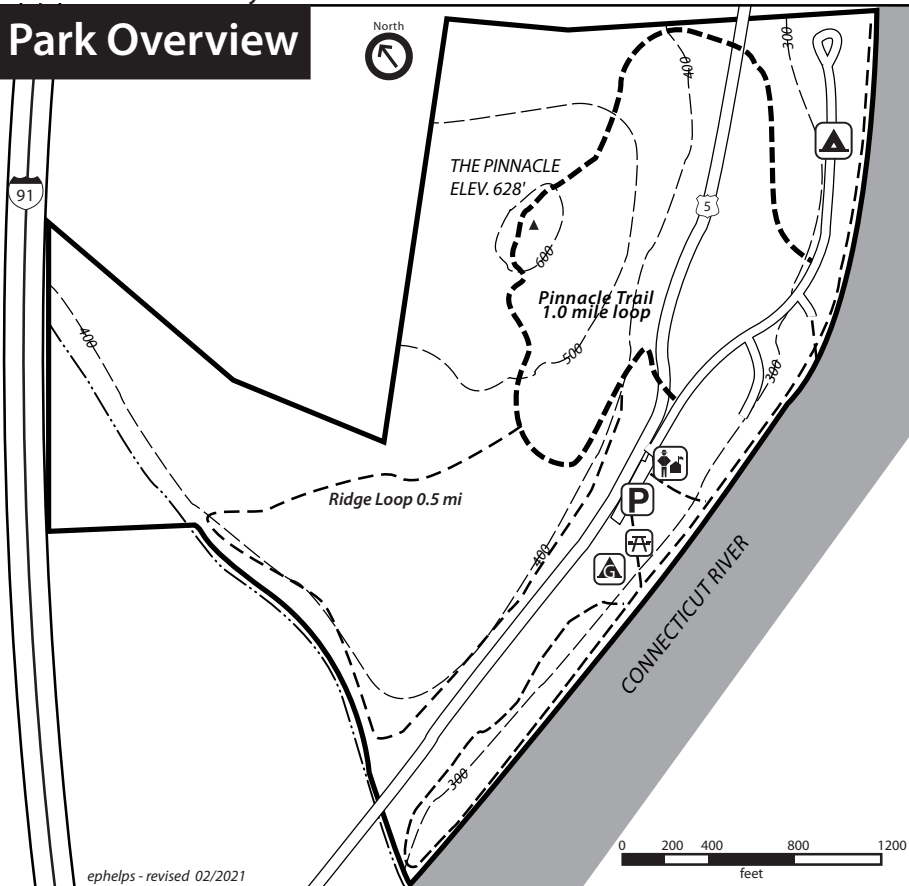 Park Overview
North
300
400
THE PINNACLE
ELEV. 628'
91
5
600
Pinnacle Trail
1.0 mile loop
400
500
300
Ridge Loop 0.5 mi
P
400
G
CONNECTICUT RIVER
300
0 200 400 800 1200
feet
ephelps - revised 02/2021